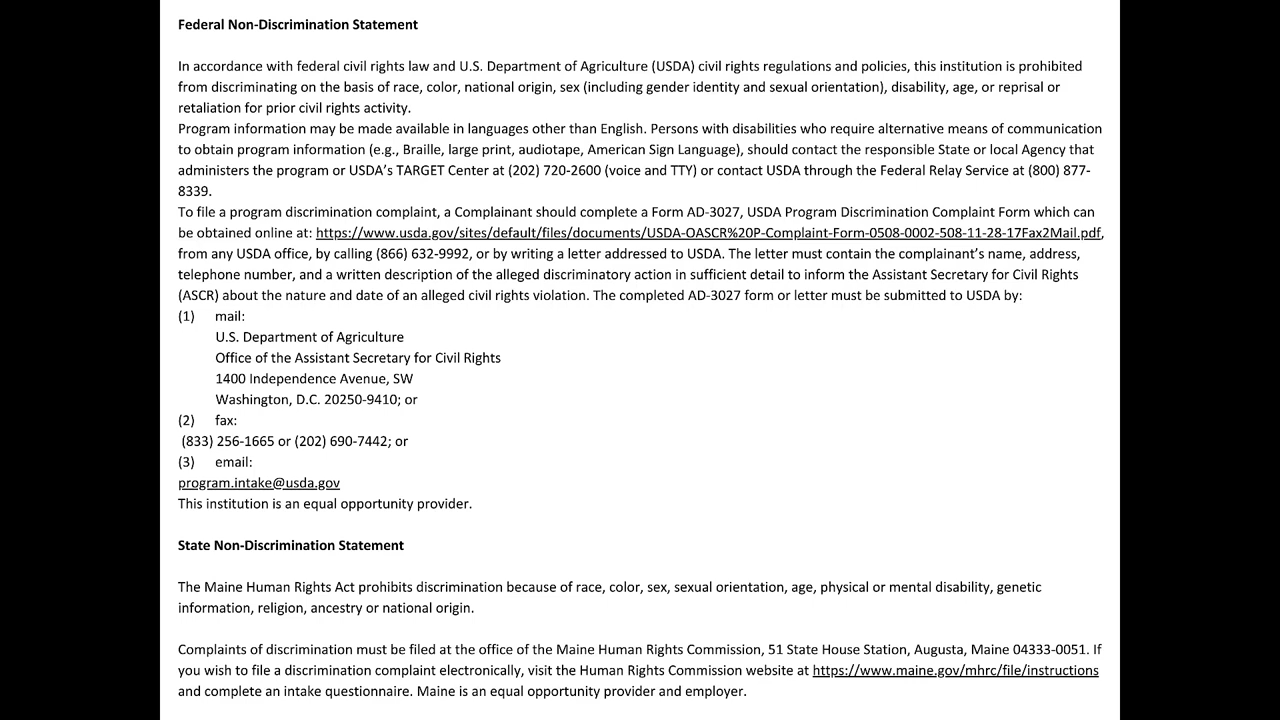 Federal Non-Discrimination Statement
In accordance with federal civil rights law and U.S. Department of Agriculture (USDA) civil rights regulations and policies, this institution is prohibited
from discriminating on the basis of race, color, national origin, sex (including gender identity and sexual orientation), disability, age, or reprisal or
retaliation for prior civil rights activity.
Program information may be made available in languages other than English. Persons with disabilities who require alternative means of communication
to obtain program information (e.g., Braille, large print, audiotape, American Sign Language), should contact the responsible State or local Agency that
administers the program or USDA’s TARGET Center at (202) 720-2600 (voice and TTY) or contact USDA through the Federal Relay Service at (800) 877-
8339.
To file a program discrimination complaint, a Complainant should complete a Form AD-3027, USDA Program Discrimination Complaint Form which can
be obtained online at: https://www.usda.gov/sites/default/files/documents/USDA-OASCR%20P-Complaint-Form-0508-0002-508-11-28-17Fax2Mail.pdf,
from any USDA office, by calling (866) 632-9992, or by writing a letter addressed to USDA. The letter must contain the complainant’s name, address,
telephone number, and a written description of the alleged discriminatory action in sufficient detail to inform the Assistant Secretary for Civil Rights
(ASCR) about the nature and date of an alleged civil rights violation. The completed AD-3027 form or letter must be submitted to USDA by:
(1) mail:
U.S. Department of Agriculture
Office of the Assistant Secretary for Civil Rights
1400 Independence Avenue, SW
Washington, D.C. 20250-9410; or
(2) fax:
(833) 256-1665 or (202) 690-7442; or
(3) email:
program.intake@usda.gov
This institution is an equal opportunity provider.
State Non-Discrimination Statement
The Maine Human Rights Act prohibits discrimination because of race, color, sex, sexual orientation, age, physical or mental disability, genetic
information, religion, ancestry or national origin.
Complaints of discrimination must be filed at the office of the Maine Human Rights Commission, 51 State House Station, Augusta, Maine 04333-0051. If
you wish to file a discrimination complaint electronically, visit the Human Rights Commission website at https://www.maine.gov/mhrc/file/instructions
and complete an intake questionnaire. Maine is an equal opportunity provider and employer.